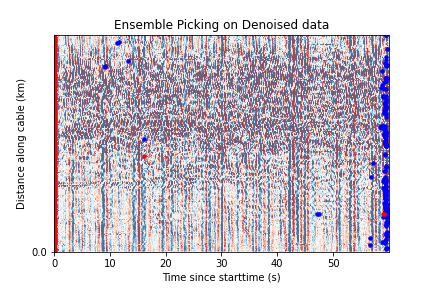 Ensemble Picking on Denoised data
Distance along cable (km)
0.0
0 10 20 30 40 50
Time since starttime (s)